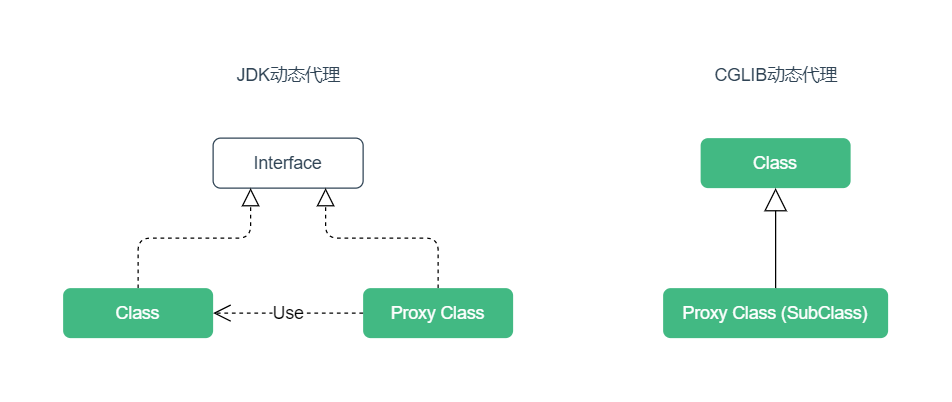 JDK动态代理
CGLIB动态代理
Interface
Class
Class
Use
Proxy Class
Proxy Class (SubClass)